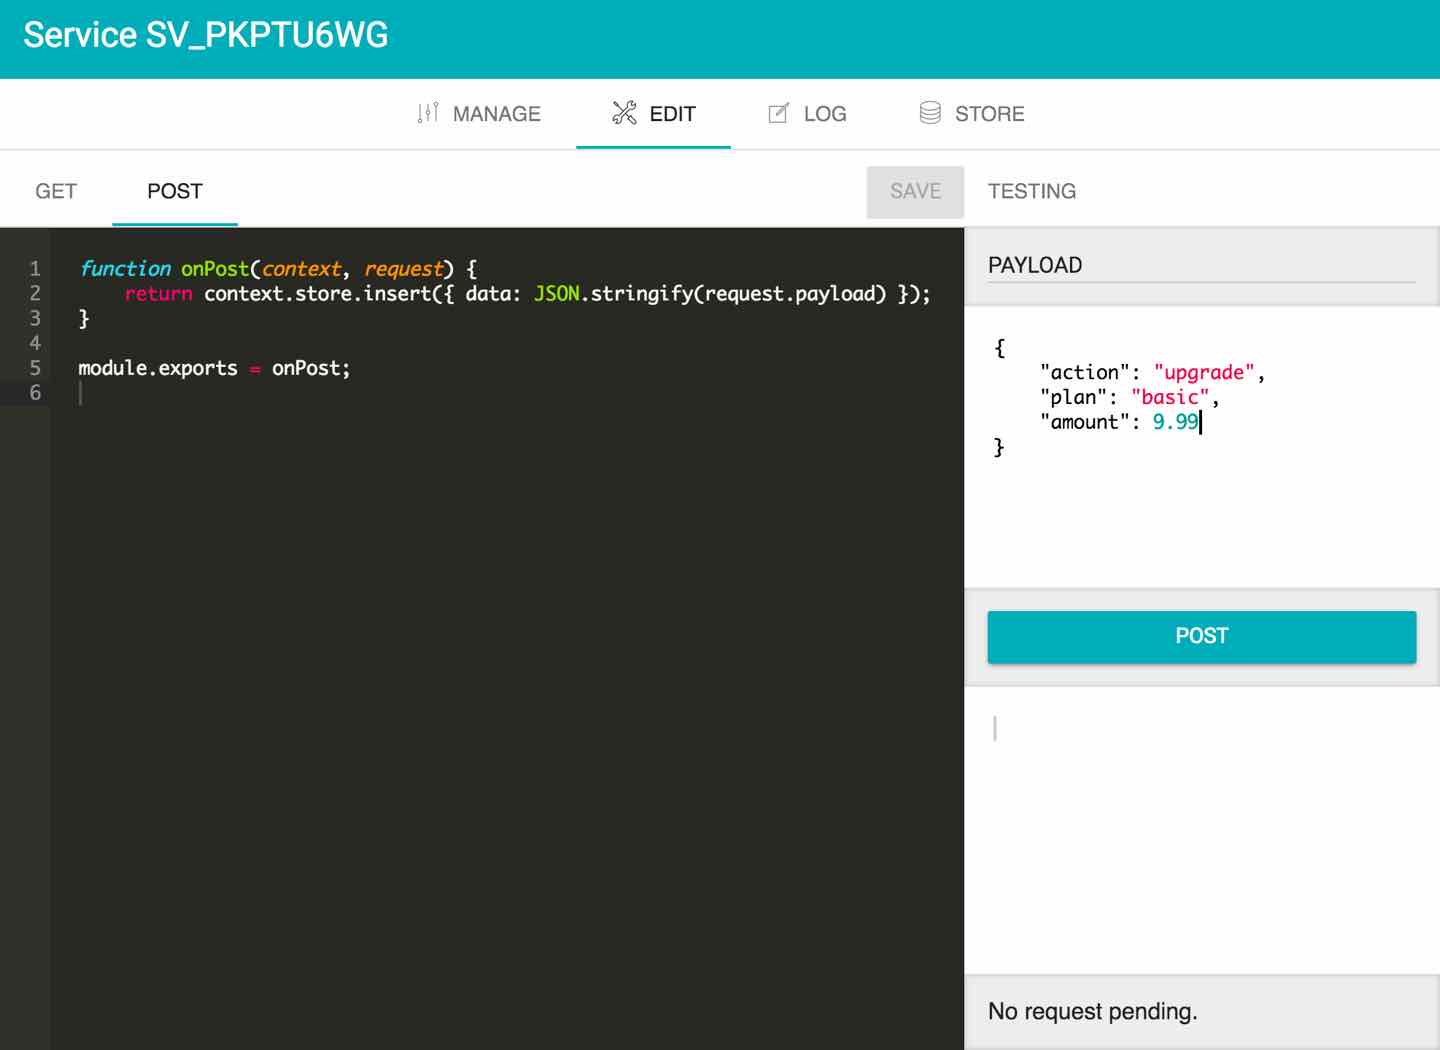 Service SV_PKPTU6WG
MANAGE EDIT LOG STORE
GET POST SAVE TESTING
1 function onPost(context, request) {
2 return context.store.insert({ data: JSON.stringify(request.payload) });
3 }
4
5 module.exports = onPost;
6
PAYLOAD
{
"action": "upgrade",
"plan": "basic",
"amount": 9.99
}
POST
No request pending.